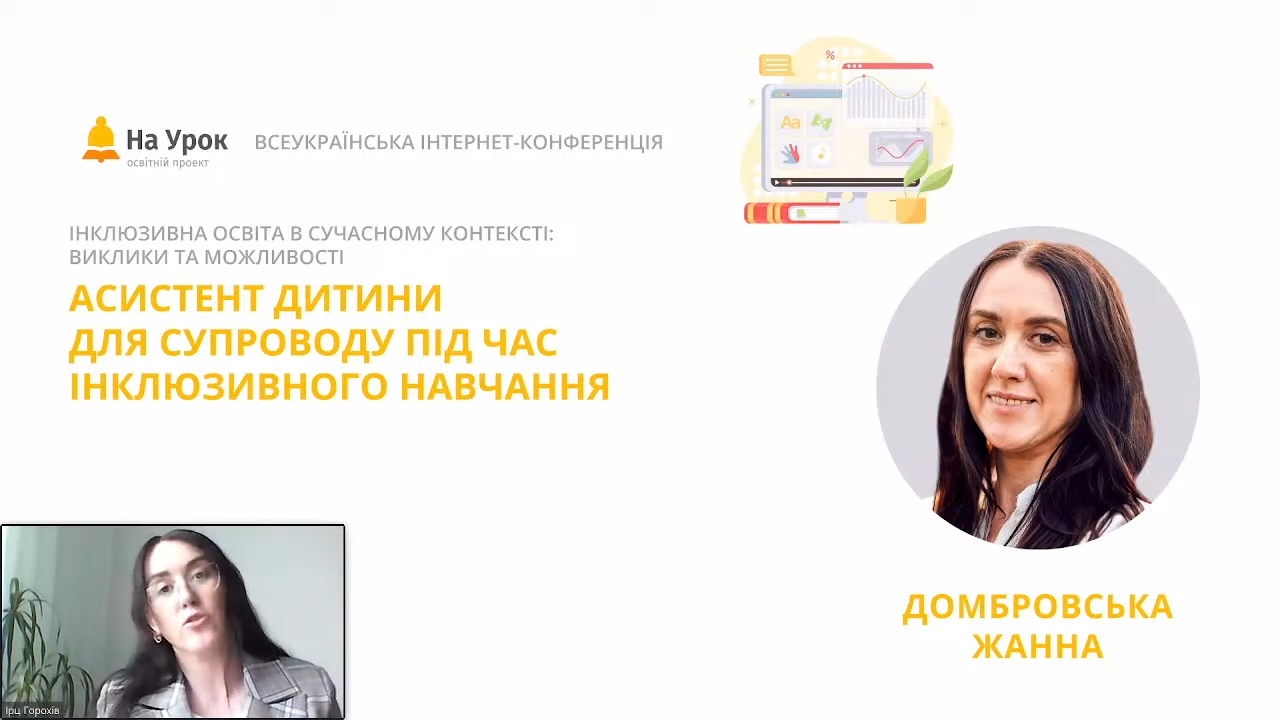 На Урок
освітній проект
ВСЕУКРАЇНСЬКА ІНТЕРНЕТ-КОНФЕРЕНЦІЯ
ІНКЛЮЗИВНА ОСВІТА В СУЧАСНОМУ КОНТЕКСТІ:
ВИКЛИКИ ТА МОЖЛИВОСТІ
АСИСТЕНТ ДИТИНИ
ДЛЯ СУПРОВОДУ ПІД ЧАС
ІНКЛЮЗИВНОГО НАВЧАННЯ
%
Aa
ДОМБРОВСЬКА
ЖАННА
Ірц Горохів